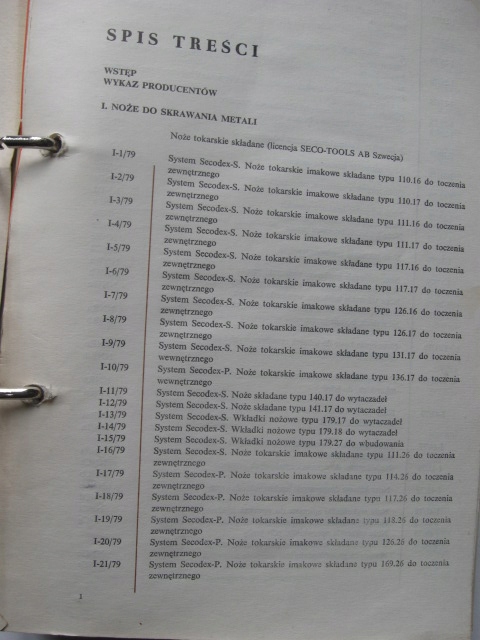 SPIS TREŚCI
WSTĘP
WYKAZ PRODUCENTÓW
I. NOŻE DO SKRAWANIA METALI
Noże tokarskie składane (licencja SECO-TOOLS AB Szwecja)
I-1/79 System Secodex-S. Noże tokarskie imakowe składane typu 110.16 do toczenia
zewnętrznego
I-2/79 System Secodex-S. Noże tokarskie imakowe składane typu 110.17 do toczenia
zewnętrznego
I-3/79 System Secodex-S. Noże tokarskie imakowe składane typu 111.16 do toczenia
zewnętrznego
I-4/79 System Secodex-S. Noże tokarskie imakowe składane typu 111.17 do toczenia
zewnętrznego
I-5/79 System Secodex-S. Noże tokarskie imakowe składane typu 117.16 do toczenia
zewnętrznego
I-6/79 System Secodex-S. Noże tokarskie imakowe składane typu 117.17 do toczenia
zewnętrznego
I-7/79 System Secodex-S. Noże tokarskie imakowe składane typu 126.16 do toczenia
zewnętrznego
I-8/79 System Secodex-S. Noże tokarskie imakowe składane typu 126.17 do toczenia
zewnętrznego
I-9/79 System Secodex-S. Noże tokarskie imakowe składane typu 131.17 do toczenia
wewnętrznego
I-10/79 System Secodex-P. Noże tokarskie imakowe składane typu 136.17 do toczenia
wewnętrznego
I-11/79 System Secodex-S. Noże składane typu 140.17 do wytaczadeł
I-12/79 System Secodex-S. Noże składane typu 141.17 do wytaczadeł
I-13/79 System Secodex-S. Wkładki nożowe typu 179.17 do wytaczadeł
I-14/79 System Secodex-S. Wkładki nożowe typu 179.18 do wytaczadeł
I-15/79 System Secodex-S. Wkładki nożowe typu 179.27 do wbudowania
I-16/79 System Secodex-S. Noże tokarskie imakowe składane typu 111.26 do toczenia
zewnętrznego
I-17/79 System Secodex-P. Noże tokarskie imakowe składane typu 114.26 do toczenia
zewnętrznego
I-18/79 System Secodex-P. Noże tokarskie imakowe składane typu 117.26 do toczenia
zewnętrznego
I-19/79 System Secodex-P. Noże tokarskie imakowe składane typu 118.26 do toczenia
zewnętrznego
I-20/79 System Secodex-P. Noże tokarskie imakowe składane typu 126.26 do toczenia
zewnętrznego
I-21/79 System Secodex-P. Noże tokarskie imakowe składane typu 169.26 do toczenia
zewnętrznego
1